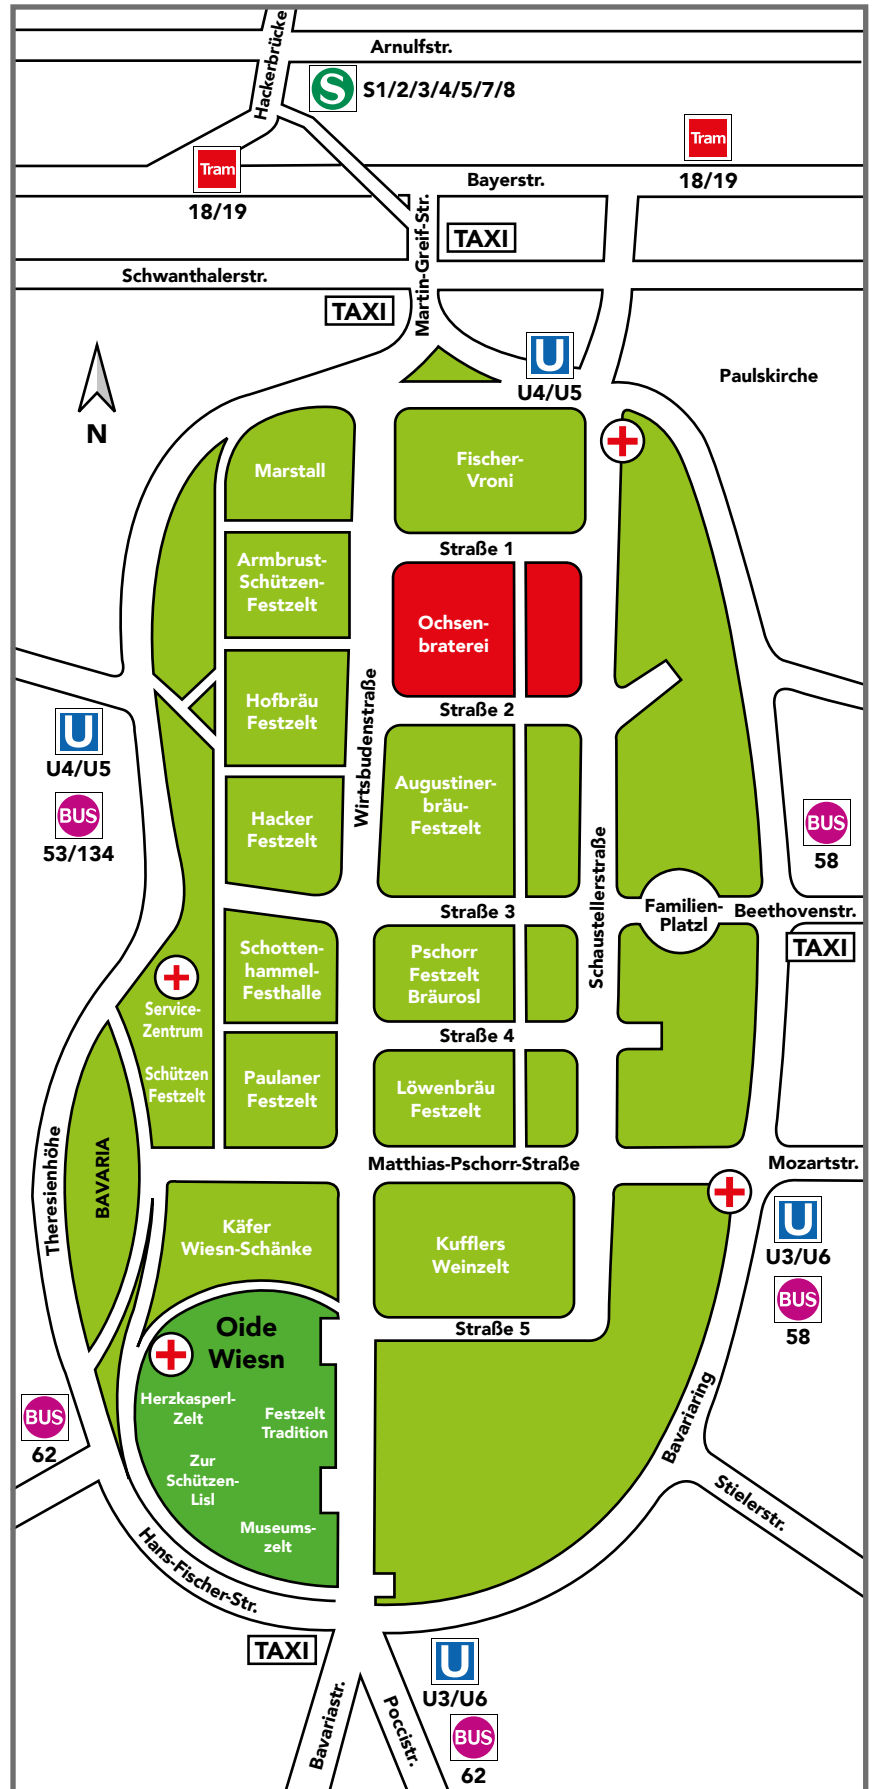 Hackerbrücke
Arnulfstr.
S
S1/2/3/4/5/7/8
Tram
18/19
Tram
18/19
Bayerstr.
Martin-Greif-Str.
TAXI
Schwanthalerstr.
TAXI
U
U4/U5
Paulskirche
N
Marstall
Fischer-
Vroni
Straße 1
Armbrust-
Schützen-
Festzelt
Ochsen-
braterei
Hofbräu
Festzelt
Straße 2
Wirtsbudenstraße
U
U4/U5
BUS
53/134
Hacker
Festzelt
Augustiner-
bräu-
Festzelt
Schaustellerstraße
BUS
58
Straße 3
Familien-
Platzl
Beethovenstr.
TAXI
Schotten-
hammel-
Festhalle
Pschorr
Festzelt
Bräurosl
Service-
Zentrum
Straße 4
Schützen
Festzelt
Paulaner
Festzelt
Löwenbräu
Festzelt
Theresienhöhe
BAVARIA
Matthias-Pschorr-Straße
Mozartstr.
U
U3/U6
BUS
58
Käfer
Wiesn-Schänke
Kufflers
Weinzelt
Straße 5
Oide
Wiesn
Herzkasperl-
Zelt
Festzelt
Tradition
Zur
Schützen-
Lisl
Museums-
zelt
BUS
62
Bavariaring
Stielerstr.
Hans-Fischer-Str.
TAXI
U
U3/U6
BUS
62
Bavariastr.
Poccistr.